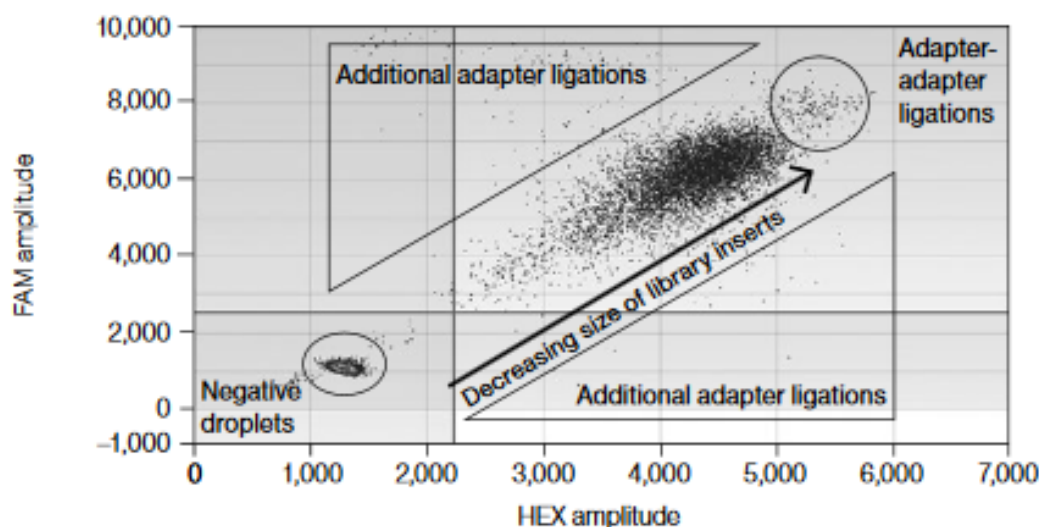 10,000
8,000
6,000
4,000
2,000
0
–1,000
FAM amplitude
Additional adapter ligations
Adapter-
adapter
ligations
Decreasing size of library inserts
Negative
droplets
Additional adapter ligations
0
1,000
2,000
3,000
4,000
5,000
6,000
7,000
HEX amplitude